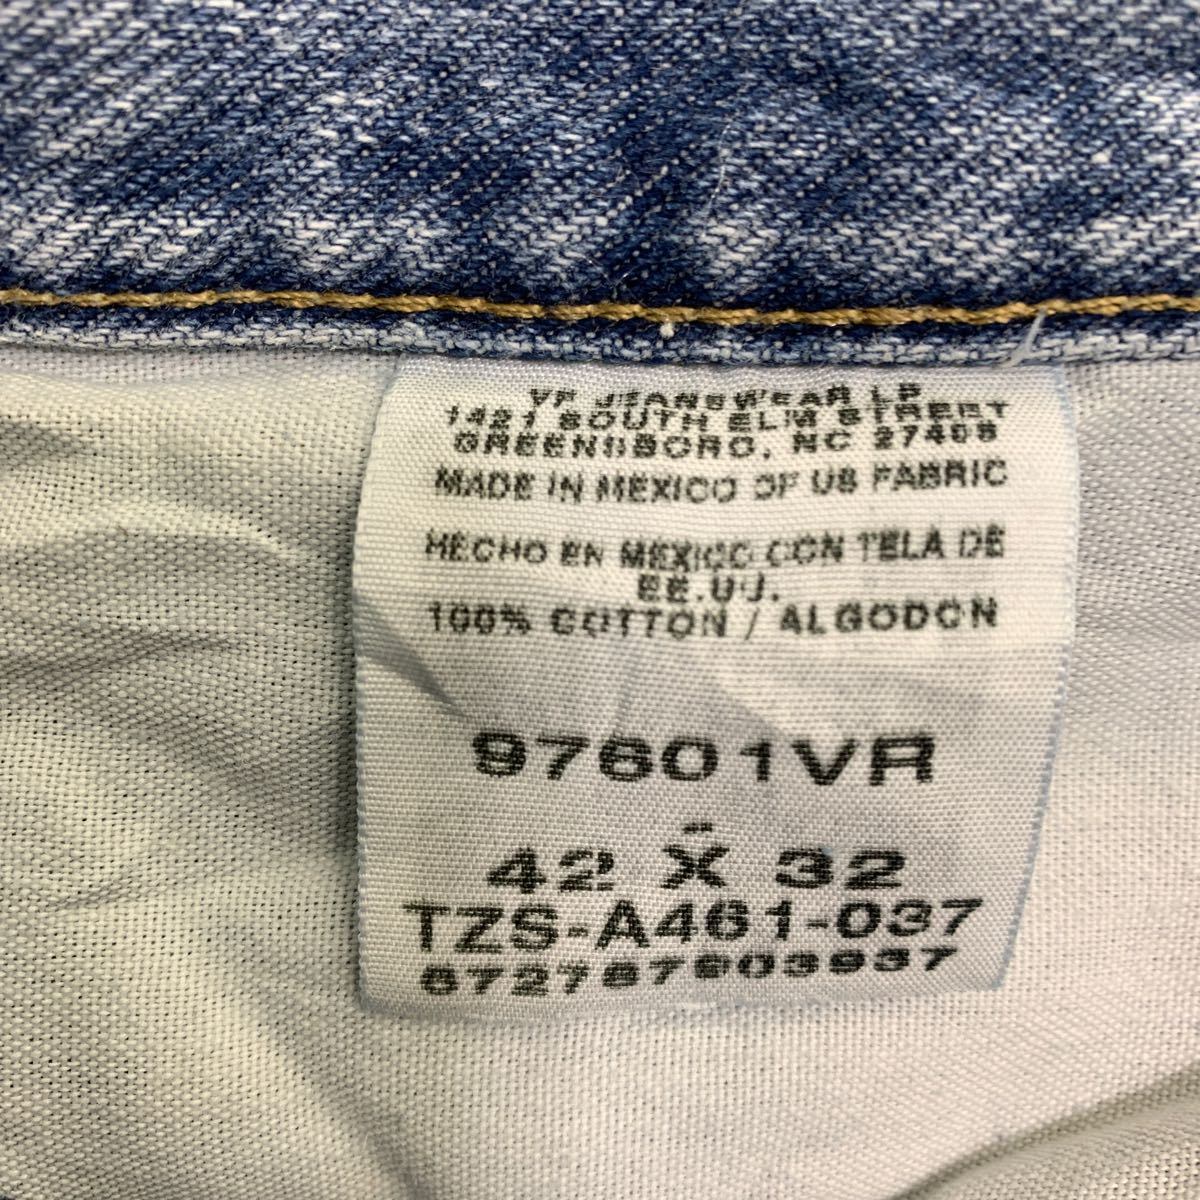 VF JEANSWEAR LP
1421 SOUTH ELM STREET
GREENSBORO, NC 27406
MADE IN MEXICO OF US FABRIC
HECHO EN MEXICO CON TELA DE
EE.UU.
100% COTTON / ALGODON
97601VR
-
42 X 32
TZS-A461-037